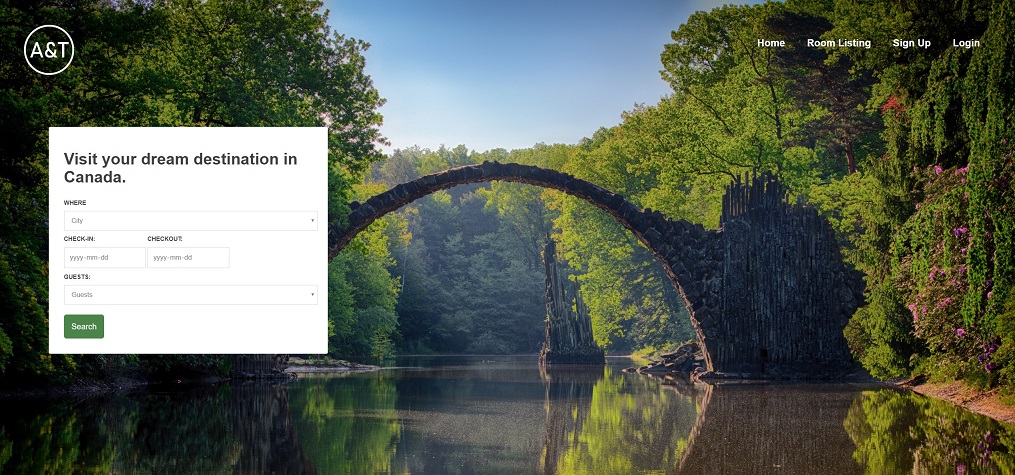 A&T
Home Room Listing Sign Up Login
Visit your dream destination in
Canada.
WHERE
City
CHECK-IN: CHECKOUT:
yyyy-mm-dd yyyy-mm-dd
GUESTS:
Guests
Search